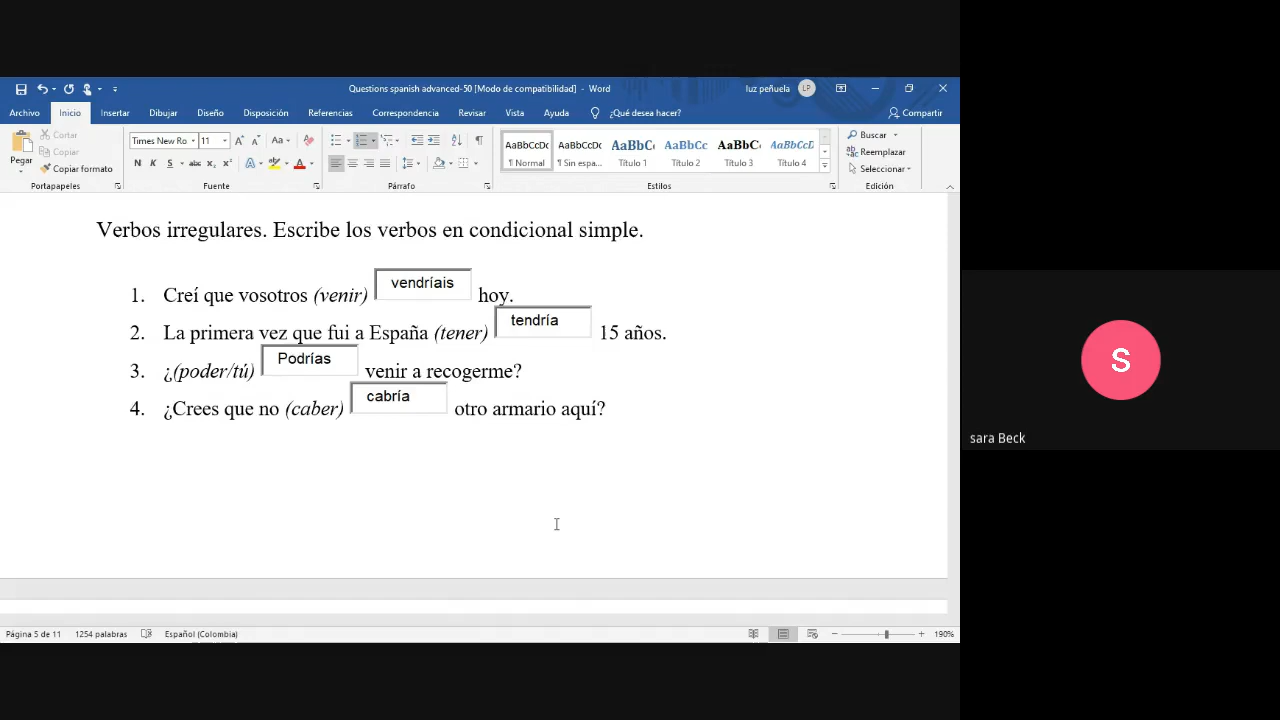 Questions spanish advanced-50 [Modo de compatibilidad] - Word
luz peñuela
LP
Archivo Inicio Insertar Dibujar Diseño Disposición Referencias Correspondencia Revisar Vista Ayuda ¿Qué desea hacer? Compartir
Pegar
Cortar
Copiar
Copiar formato
Portapapeles
Times New Ro 11
Fuente
Párrafo
AaBbCcDc AaBbCcDc AaBbC AaBbCc AaBbC AaBbCcD
¶ Normal ¶ Sin espa... Título 1 Título 2 Título 3 Título 4
Estilos
Buscar
Reemplazar
Seleccionar
Edición
Verbos irregulares. Escribe los verbos en condicional simple.
1. Creí que vosotros (venir) vendríais hoy.
2. La primera vez que fui a España (tener) tendría 15 años.
3. ¿(poder/tú) Podrías venir a recogerme?
4. ¿Crees que no (caber) cabría otro armario aquí?
Página 5 de 11 1254 palabras Español (Colombia) 190%
S
sara Beck